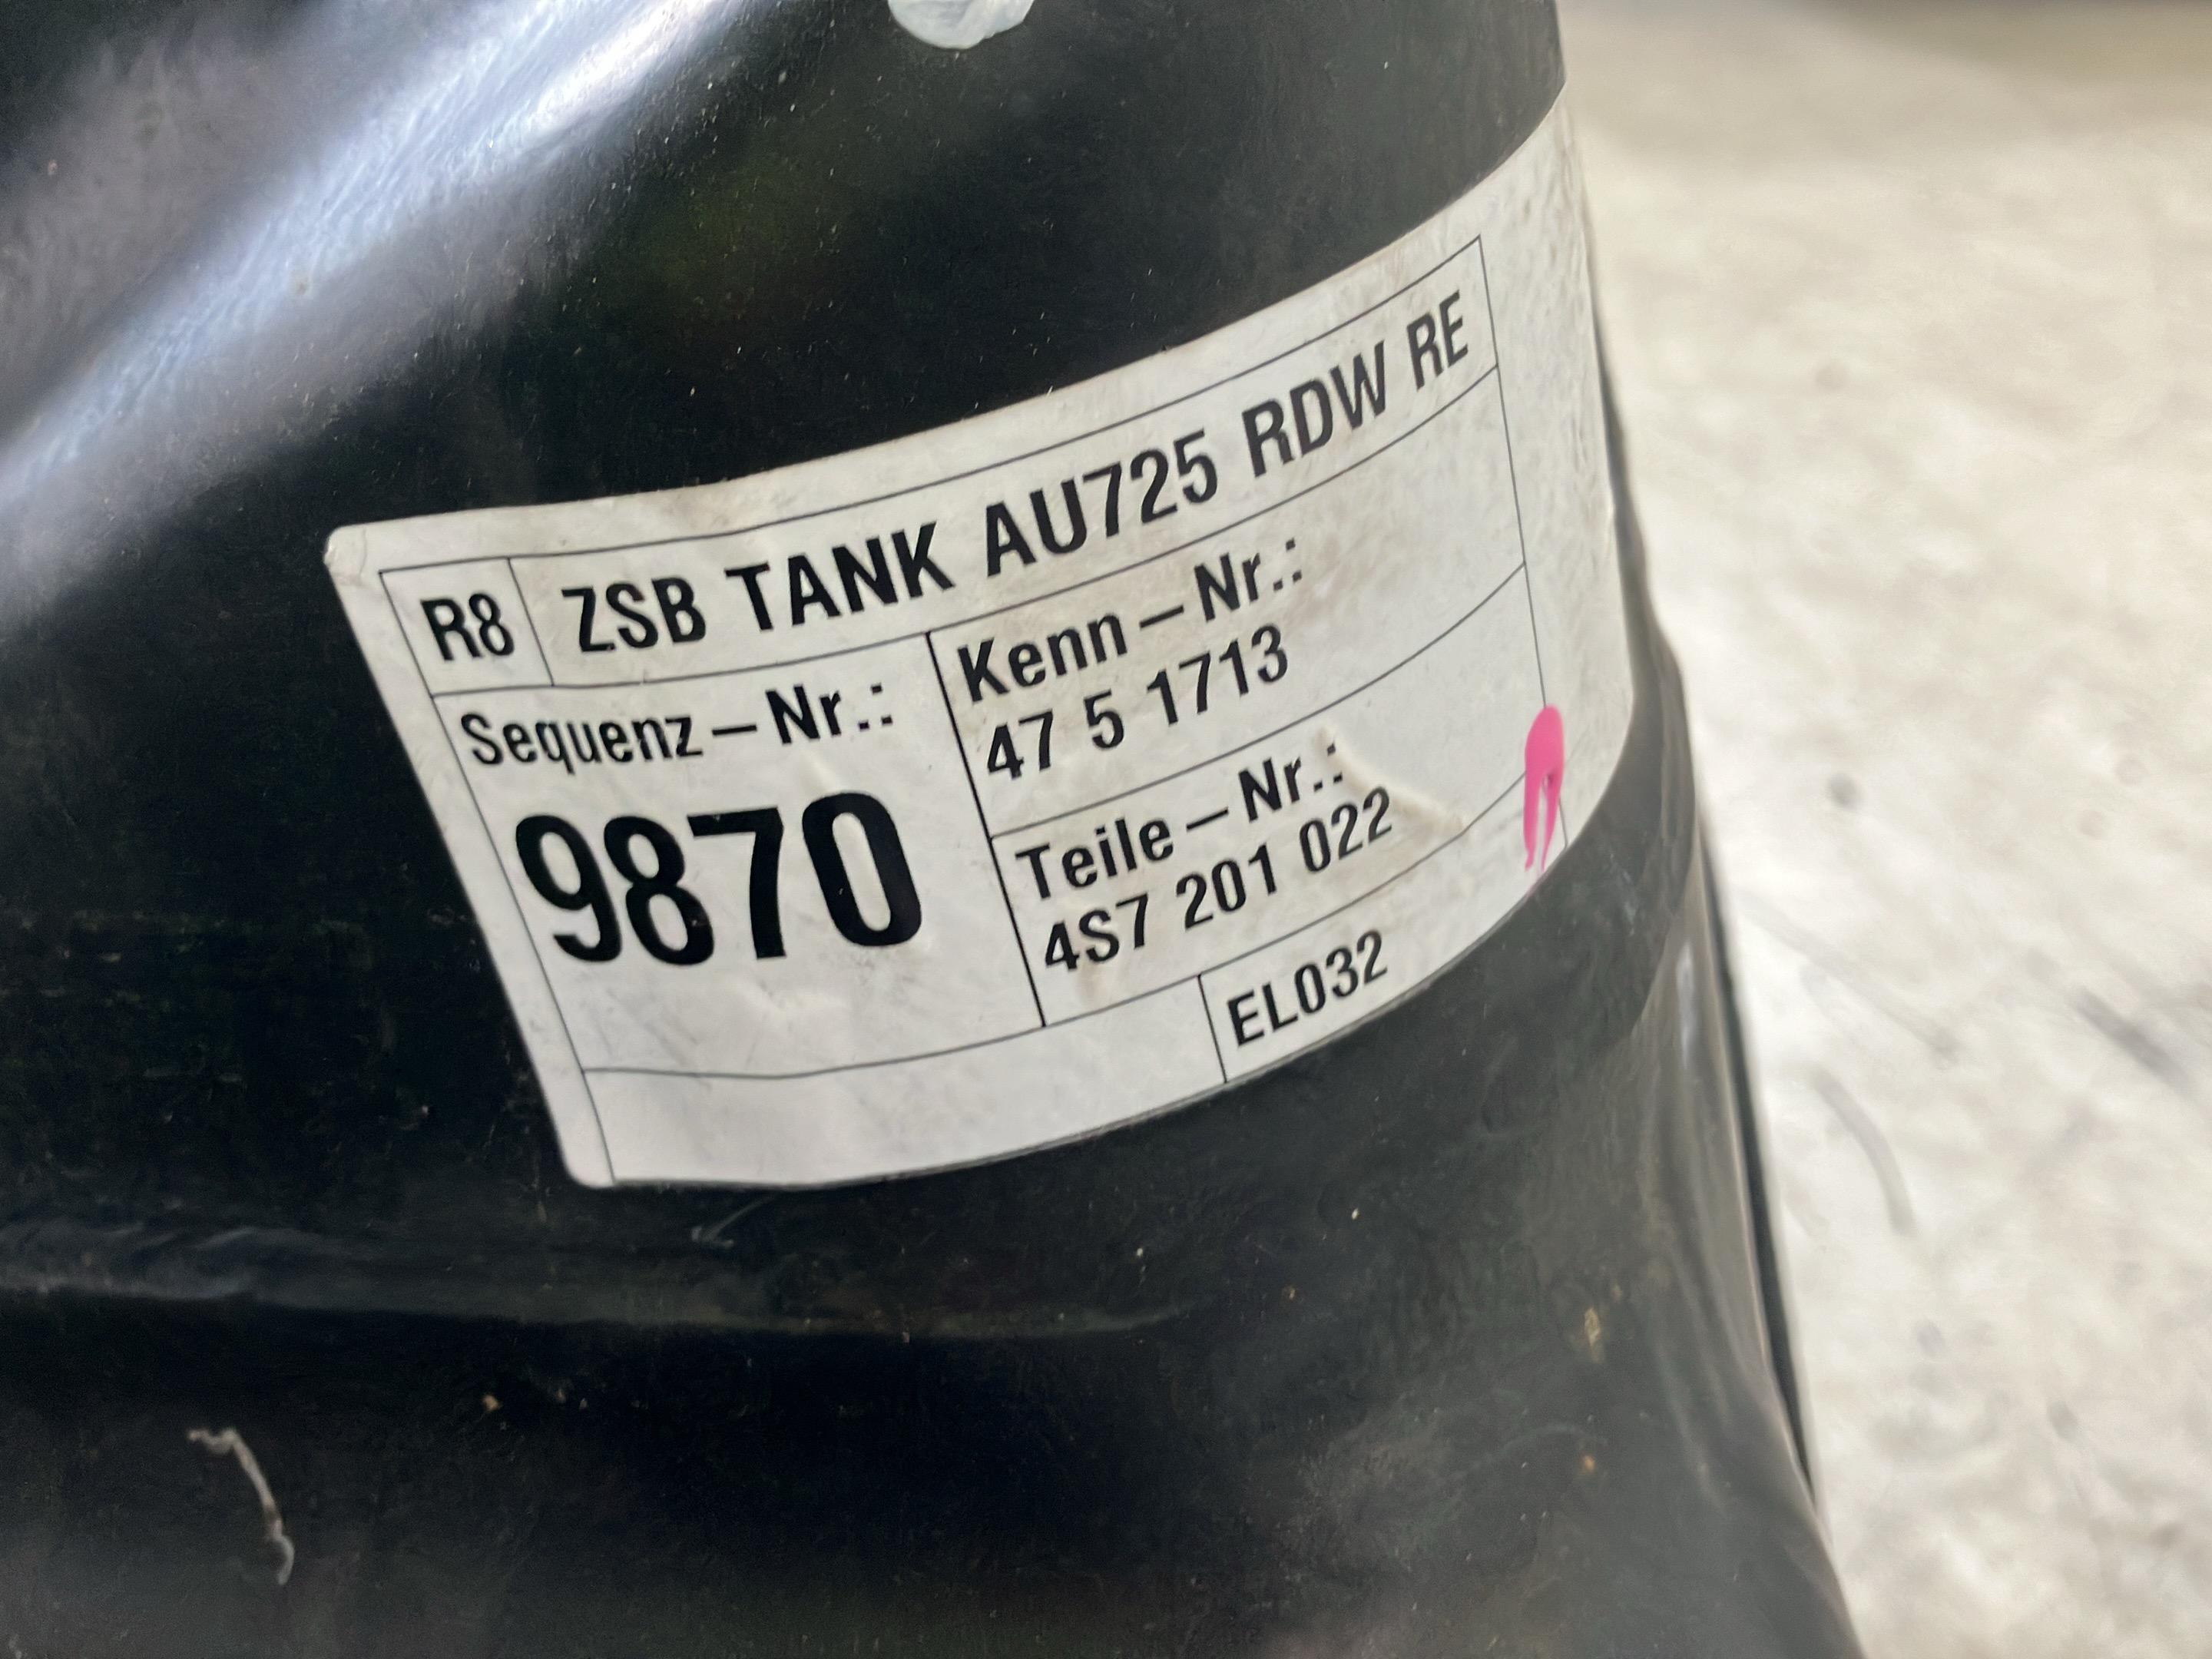 R8 ZSB TANK AU725 RDW RE
Sequenz-Nr.:
9870
Kenn-Nr.:
47 5 1713
Teile-Nr.:
4S7 201 022
EL032